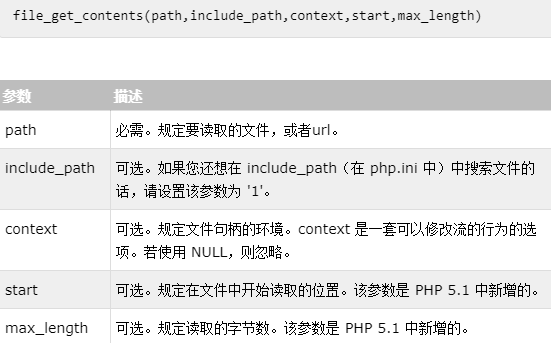 file_get_contents(path,include_path,context,start,max_length)
参数 描述
path 必需。规定要读取的文件，或者url。
include_path 可选。如果您还想在 include_path（在 php.ini 中）中搜索文件的
话，请设置该参数为 '1'。
context 可选。规定文件句柄的环境。context 是一套可以修改流的行为的选
项。若使用 NULL，则忽略。
start 可选。规定在文件中开始读取的位置。该参数是 PHP 5.1 中新增的。
max_length 可选。规定读取的字节数。该参数是 PHP 5.1 中新增的。